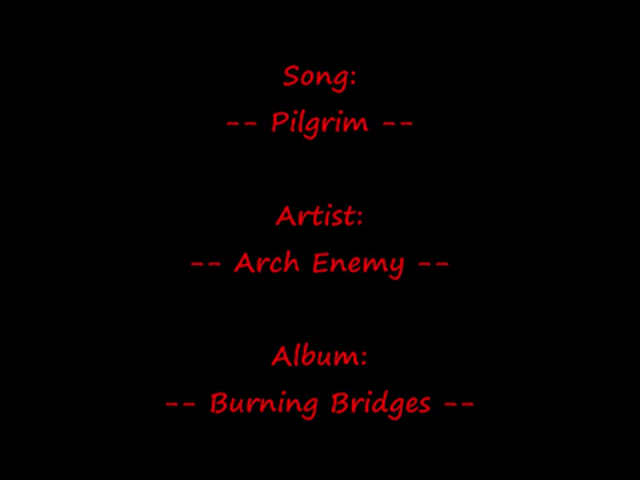 Song:
-- Pilgrim --
Artist:
-- Arch Enemy --
Album:
-- Burning Bridges --